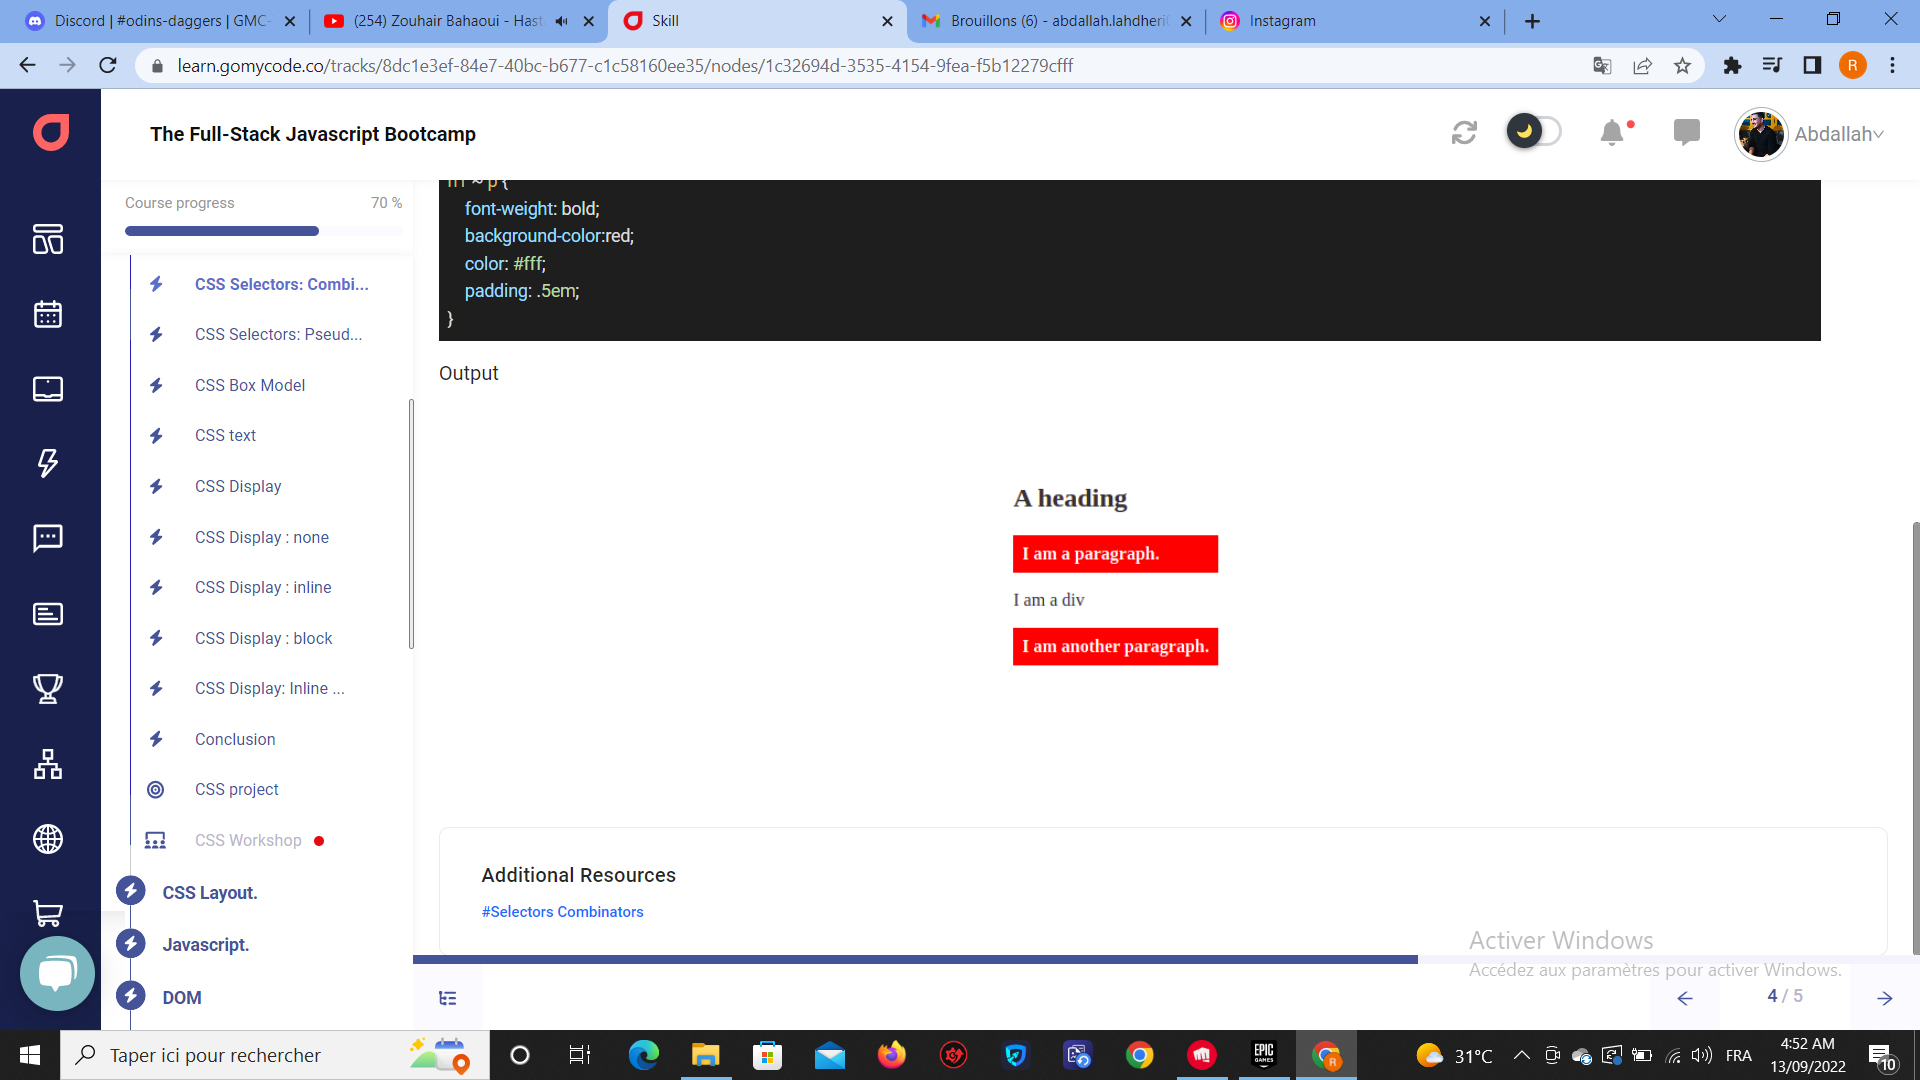 Discord | #odins-daggers | GMC-
(254) Zouhair Bahaoui - Hast
Skill
Brouillons (6) - abdallah.lahdheri
Instagram
learn.gomycode.co/tracks/8dc1e3ef-84e7-40bc-b677-c1c58160ee35/nodes/1c32694d-3535-4154-9fea-f5b12279cfff
R
The Full-Stack Javascript Bootcamp
Abdallah
Course progress
70 %
CSS Selectors: Combi...
CSS Selectors: Pseud...
CSS Box Model
CSS text
CSS Display
CSS Display : none
CSS Display : inline
CSS Display : block
CSS Display: Inline ...
Conclusion
CSS project
CSS Workshop
CSS Layout.
Javascript.
DOM
~ p {
font-weight: bold;
background-color:red;
color: #fff;
padding: .5em;
}
Output
A heading
I am a paragraph.
I am a div
I am another paragraph.
Additional Resources
#Selectors Combinators
Activer Windows
Accédez aux paramètres pour activer Windows.
4 / 5
Taper ici pour rechercher
EPIC
GAMES
R
31°C
FRA
4:52 AM
13/09/2022
10